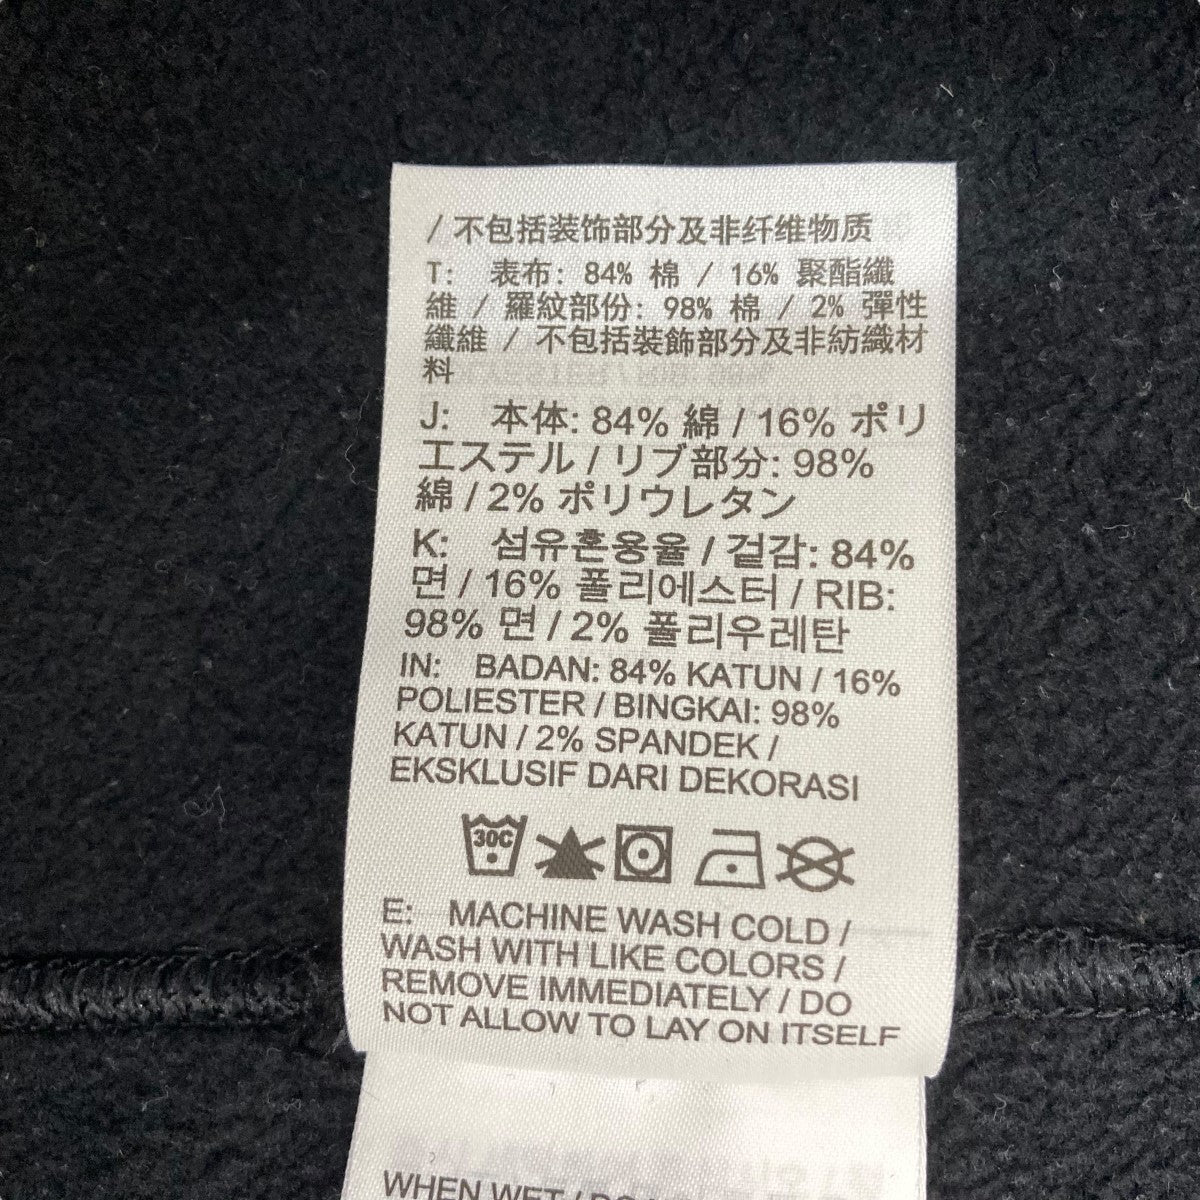 / 不包括装饰部分及非纤维物质
T: 表布: 84% 棉 / 16% 聚酯纖
維 / 羅紋部份: 98% 棉 / 2% 彈性
纖維 / 不包括裝飾部分及非紡織材
料
J: 本体: 84% 綿 / 16% ポリ
エステル / リブ部分: 98%
綿 / 2% ポリウレタン
K: 섬유혼용율 / 겉감: 84%
면 / 16% 폴리에스터 / RIB:
98% 면 / 2% 폴리우레탄
IN: BADAN: 84% KATUN / 16%
POLIESTER / BINGKAI: 98%
KATUN / 2% SPANDEK /
EKSKLUSIF DARI DEKORASI
30C
E: MACHINE WASH COLD /
WASH WITH LIKE COLORS /
REMOVE IMMEDIATELY / DO
NOT ALLOW TO LAY ON ITSELF
WHEN WET /